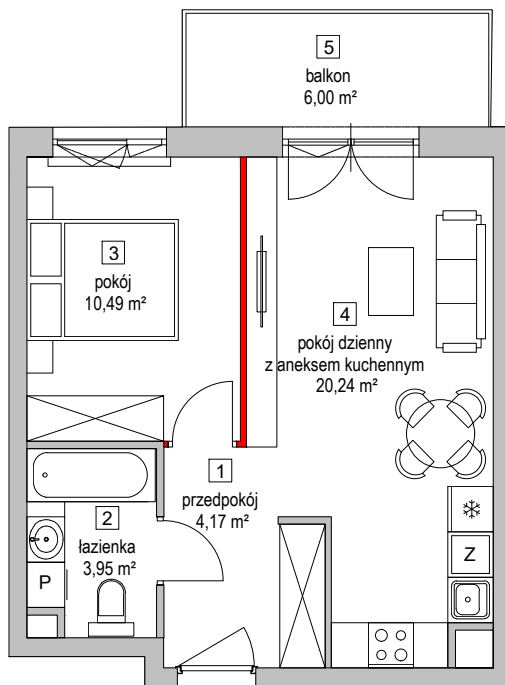 5
balkon
6,00 m²
3
pokój
10,49 m²
4
pokój dzienny
z aneksem kuchennym
20,24 m²
1
przedpokój
4,17 m²
2
łazienka
3,95 m²
P
Z